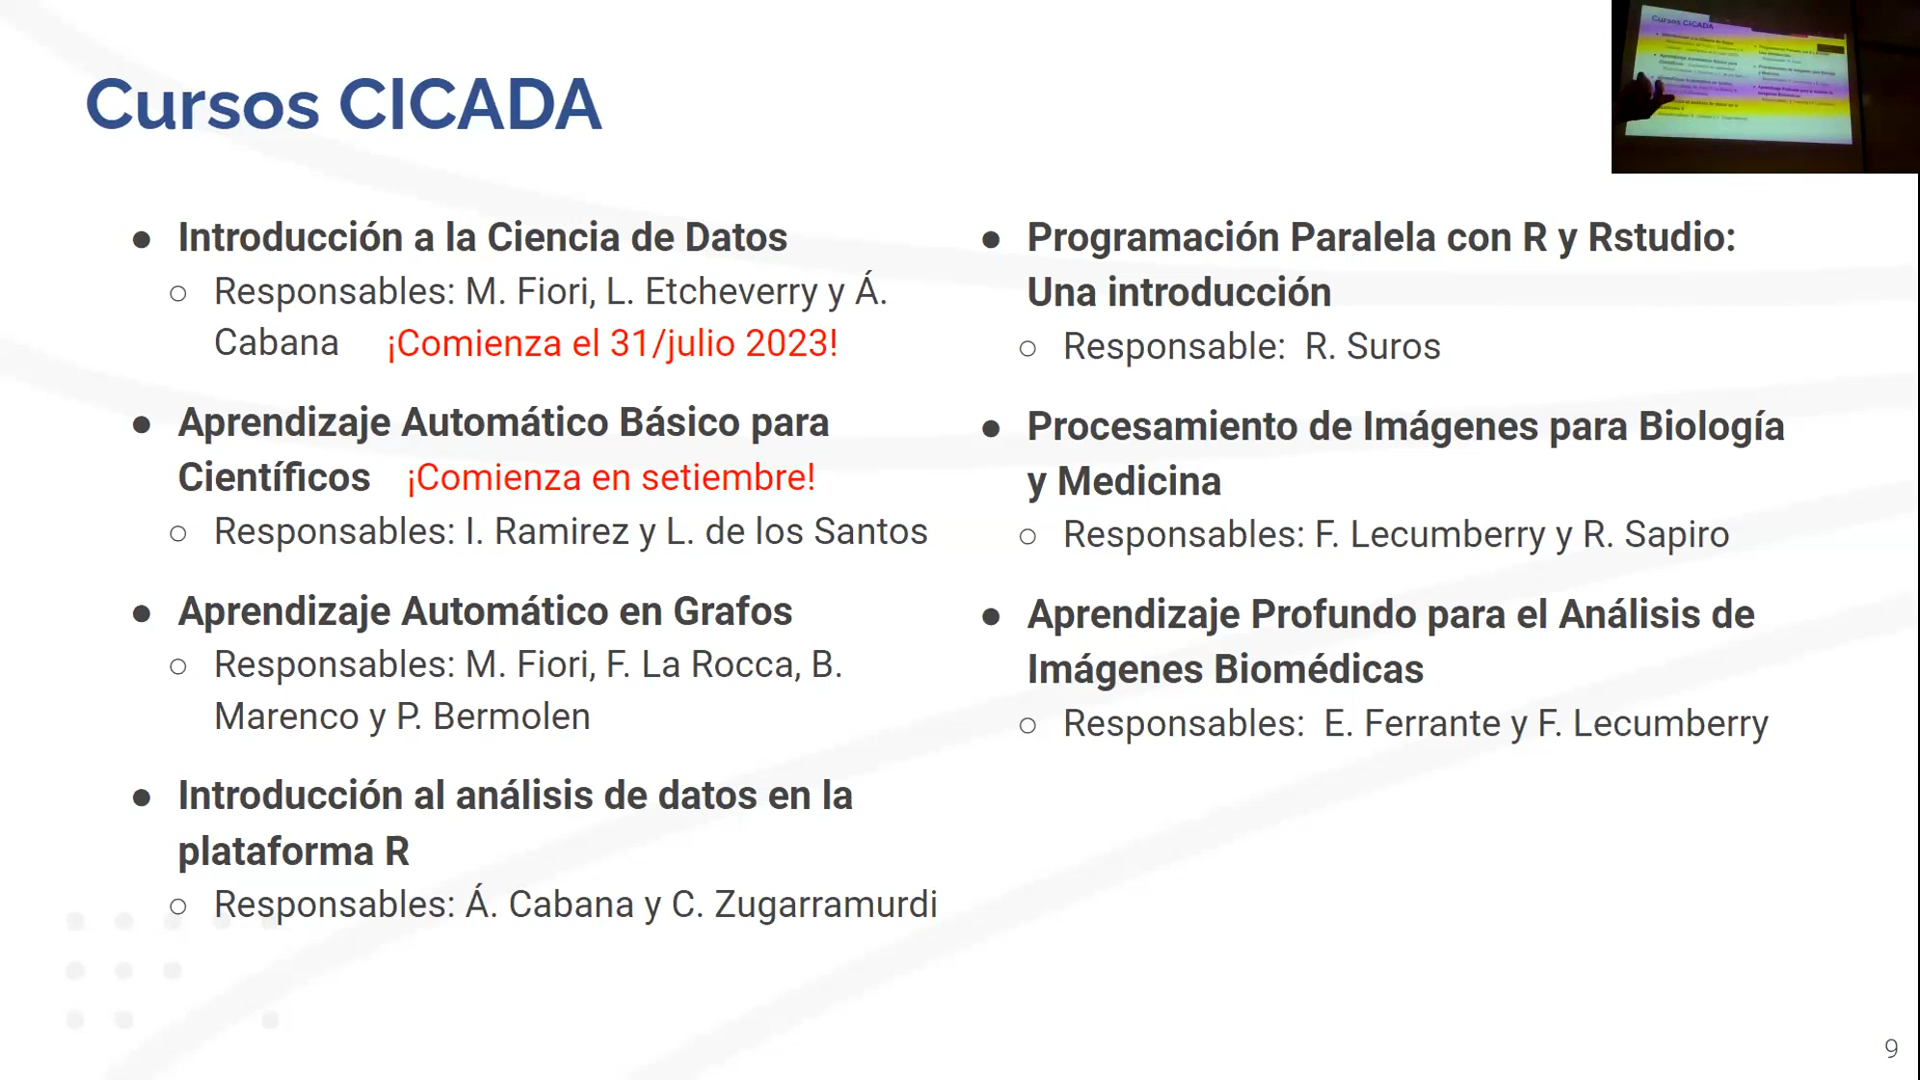 Cursos CICADA
● Introducción a la Ciencia de Datos
○ Responsables: M. Fiori, L. Etcheverry y Á.
Cabana ¡Comienza el 31/julio 2023!
● Aprendizaje Automático Básico para
Científicos ¡Comienza en setiembre!
○ Responsables: I. Ramirez y L. de los Santos
● Aprendizaje Automático en Grafos
○ Responsables: M. Fiori, F. La Rocca, B.
Marenco y P. Bermolen
● Introducción al análisis de datos en la
plataforma R
○ Responsables: Á. Cabana y C. Zugarramurdi
● Programación Paralela con R y Rstudio:
Una introducción
○ Responsable: R. Suros
● Procesamiento de Imágenes para Biología
y Medicina
○ Responsables: F. Lecumberry y R. Sapiro
● Aprendizaje Profundo para el Análisis de
Imágenes Biomédicas
○ Responsables: E. Ferrante y F. Lecumberry
9
Cursos CICADA